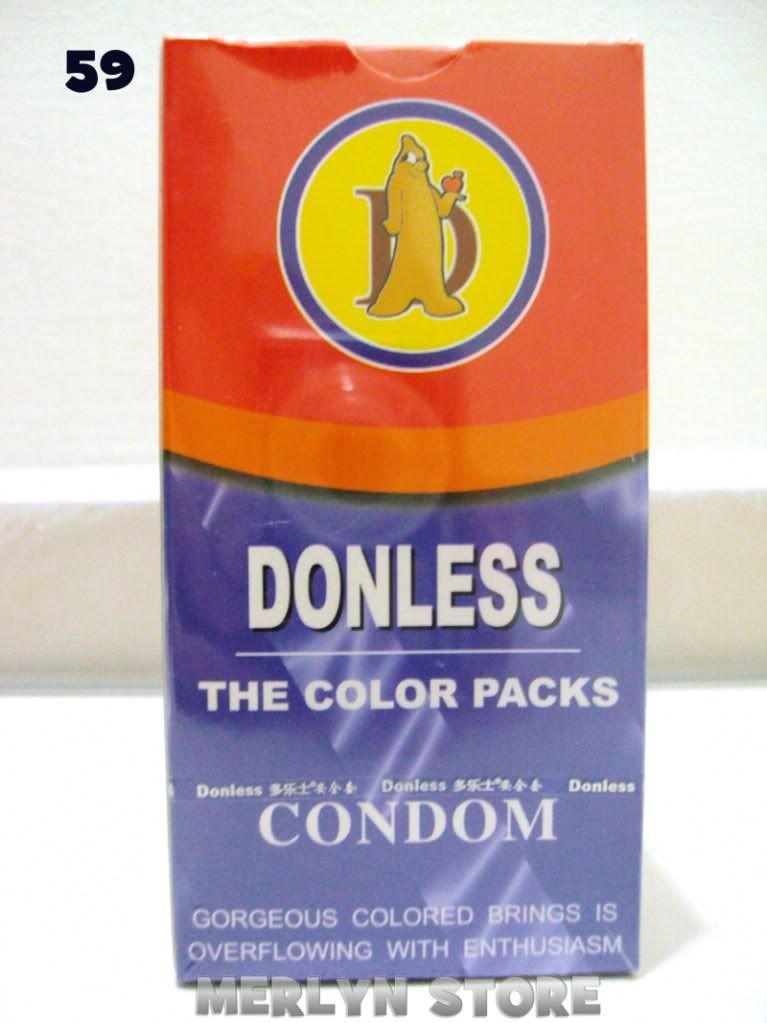 59
D
DONLESS
THE COLOR PACKS
Donless 多乐士® 安全套 Donless 多乐士® 安全套 Donless
CONDOM
GORGEOUS COLORED BRINGS IS
OVERFLOWING WITH ENTHUSIASM
MERLYN STORE